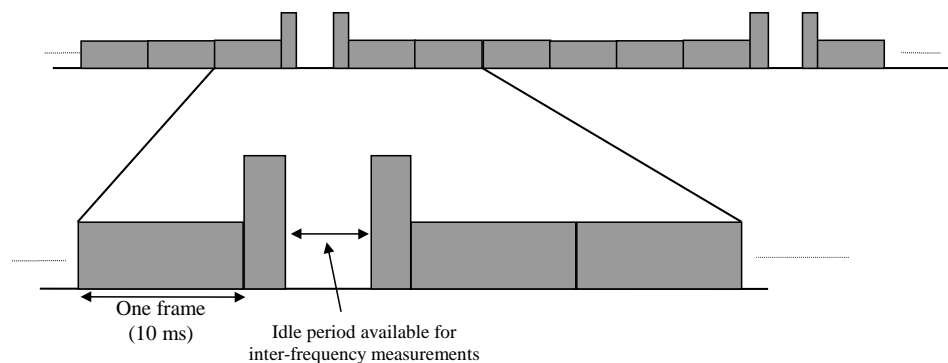 One frame
(10 ms)
Idle period available for
inter-frequency measurements